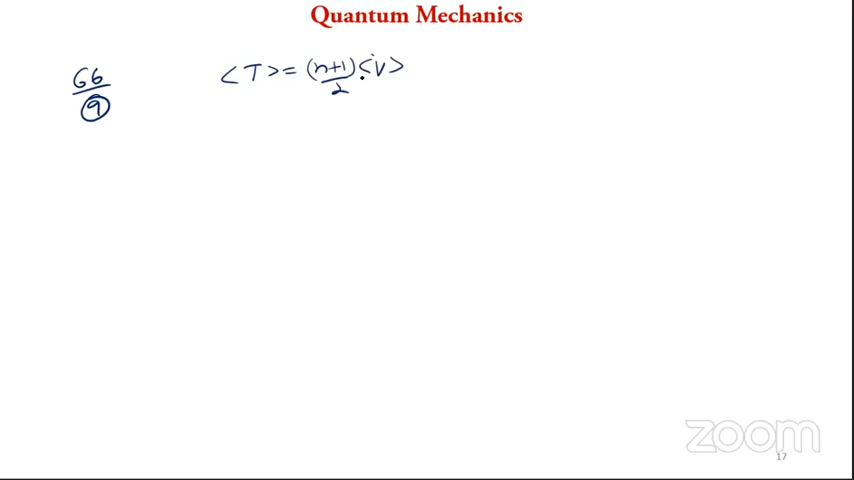 Quantum Mechanics
66/9
<T> = (n+1)/2 <V>
zoom
17